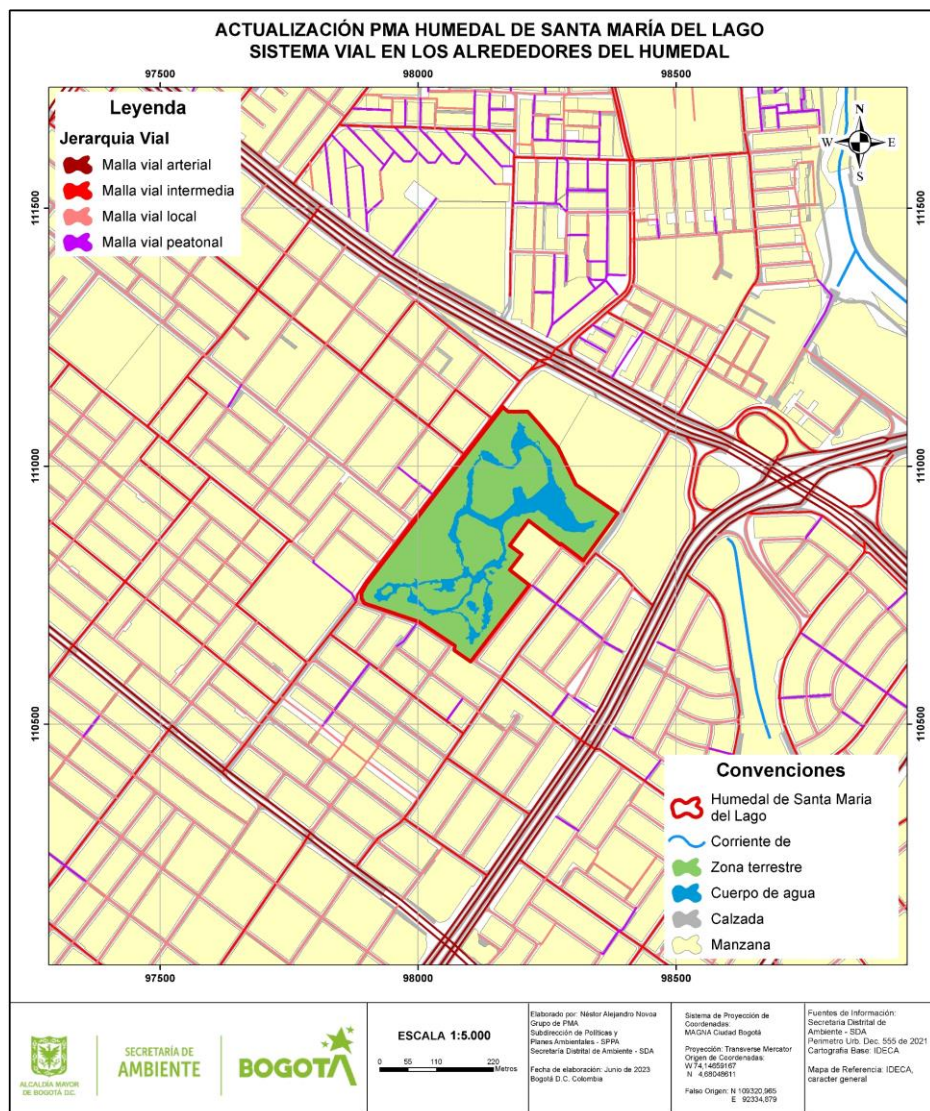 ACTUALIZACIÓN PMA HUMEDAL DE SANTA MARÍA DEL LAGO
SISTEMA VIAL EN LOS ALREDEDORES DEL HUMEDAL
97500
98000
98500
Leyenda
Jerarquia Vial
Malla vial arterial
Malla vial intermedia
Malla vial local
Malla vial peatonal
N
W
E
S
111500
111500
111000
111000
110500
110500
Convenciones
Humedal de Santa Maria
del Lago
Corriente de
Zona terrestre
Cuerpo de agua
Calzada
Manzana
97500
98000
98500
ALCALDÍA MAYOR
DE BOGOTÁ D.C.
SECRETARÍA DE
AMBIENTE
BOGOTÁ
ESCALA 1:5.000
0 55 110 220
Metros
Elaborado por: Néstor Alejandro Novoa
Grupo de PMA
Subdirección de Políticas y
Planes Ambientales - SPPA
Secretaría Distrital de Ambiente - SDA
Fecha de elaboración: Junio de 2023
Bogotá D.C. Colombia
Sistema de Proyección de
Coordenadas:
MAGNA Ciudad Bogotá
Proyección: Transverse Mercator
Origen de Coordenadas:
W 74,14659167
N 4,68048611
Falso Origen: N 109320,965
E 92334,879
Fuentes de Información:
Secretaria Distrital de
Ambiente - SDA
Perimetro Urb. Dec. 555 de 2021
Cartografia Base: IDECA
Mapa de Referencia: IDECA,
caracter general